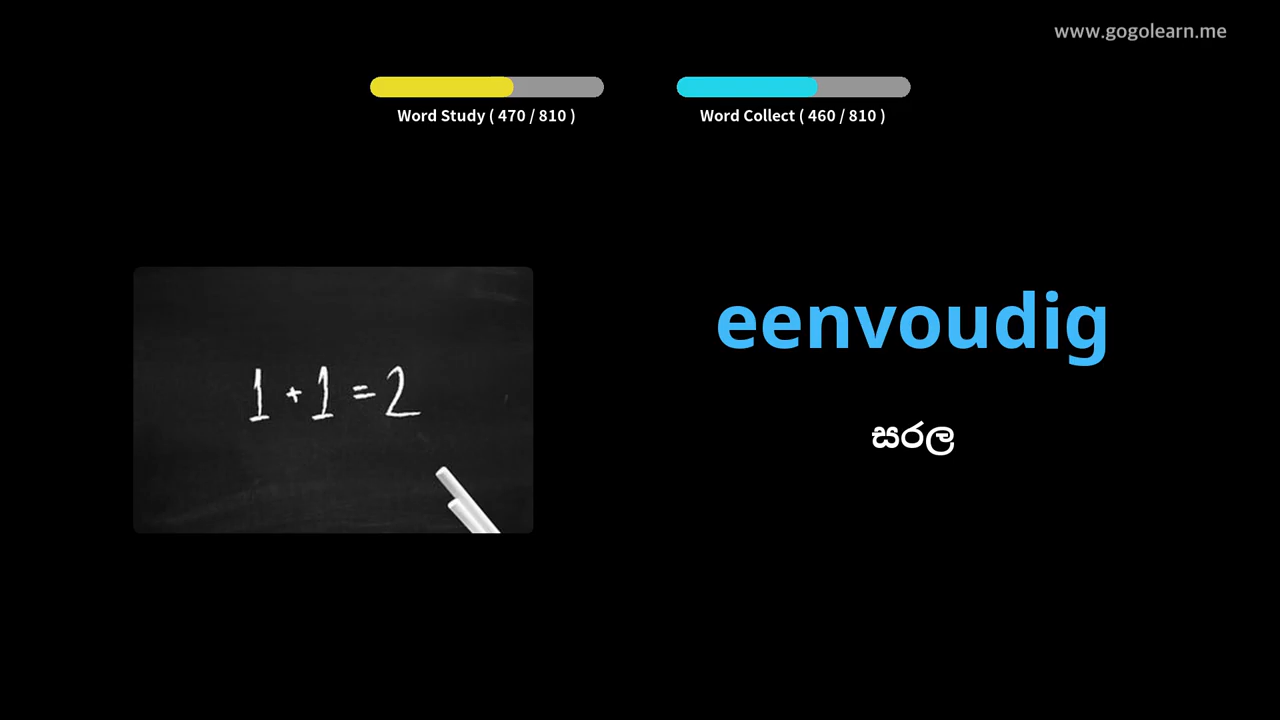 www.gogolearn.me
Word Study ( 470 / 810 )
Word Collect ( 460 / 810 )
1 + 1 = 2
eenvoudig
සරල